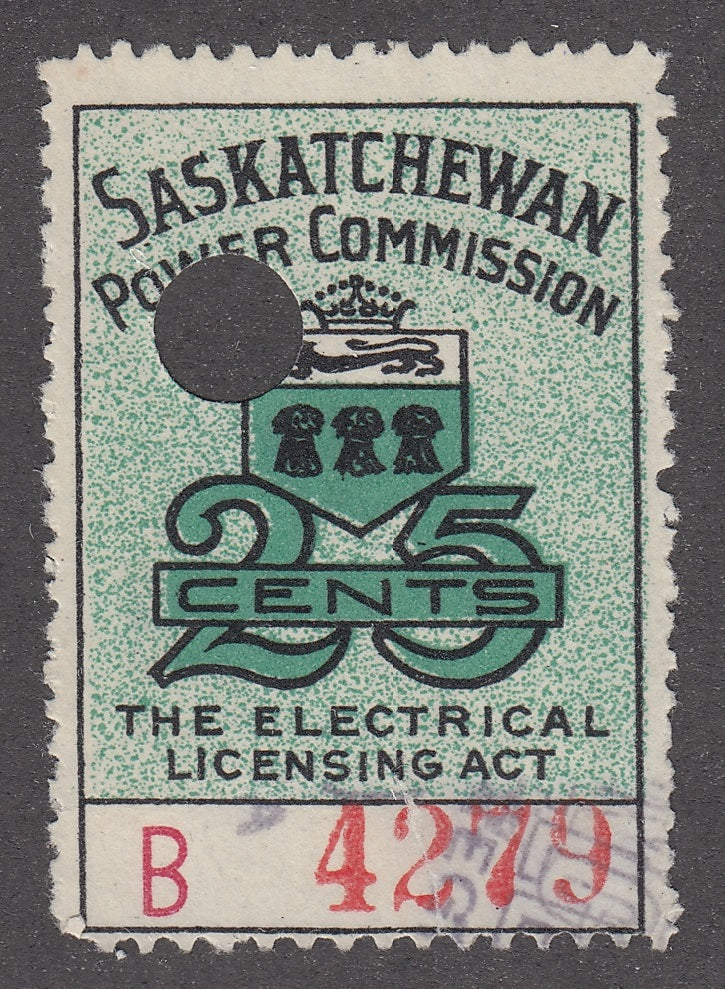 SASKATCHEWAN
POWER COMMISSION
25
CENTS
THE ELECTRICAL
LICENSING ACT
B 4279